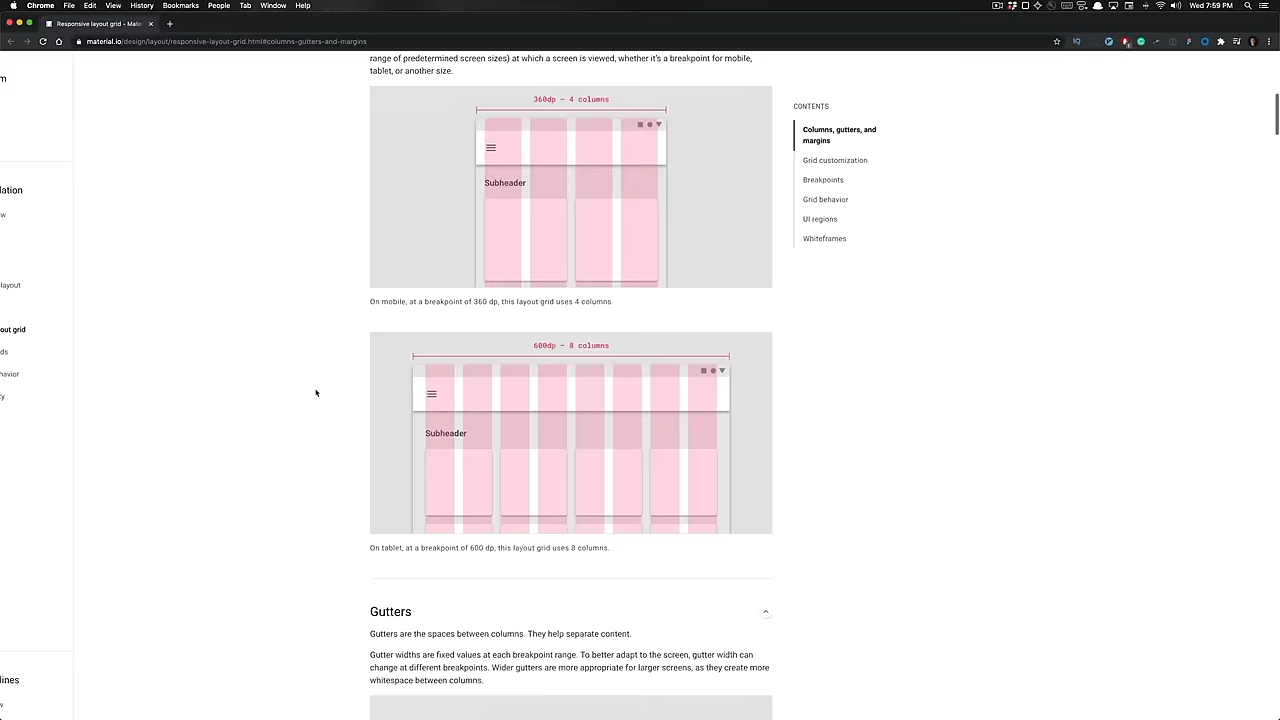 Chrome File Edit View History Bookmarks People Tab Window Help
Wed 7:59 PM
Responsive layout grid - Mate
material.io/design/layout/responsive-layout-grid.html#columns-gutters-and-margins
m
lation
w
layout
out grid
ds
havior
y
lines
w
range of predetermined screen sizes) at which a screen is viewed, whether it's a breakpoint for mobile,
tablet, or another size.
360dp – 4 columns
Subheader
On mobile, at a breakpoint of 360 dp, this layout grid uses 4 columns.
600dp – 8 columns
Subheader
On tablet, at a breakpoint of 600 dp, this layout grid uses 8 columns.
Gutters
Gutters are the spaces between columns. They help separate content.
Gutter widths are fixed values at each breakpoint range. To better adapt to the screen, gutter width can
change at different breakpoints. Wider gutters are more appropriate for larger screens, as they create more
whitespace between columns.
CONTENTS
Columns, gutters, and
margins
Grid customization
Breakpoints
Grid behavior
UI regions
Whiteframes